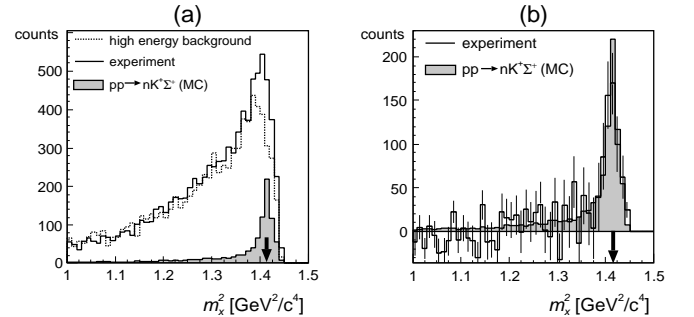 (a)
counts
high energy background
experiment
pp→nK⁺Σ⁺ (MC)
500
400
300
200
100
0
1 1.1 1.2 1.3 1.4 1.5
m²ₓ [GeV²/c⁴]
(b)
counts
experiment
pp→nK⁺Σ⁺ (MC)
200
150
100
50
0
1 1.1 1.2 1.3 1.4 1.5
m²ₓ [GeV²/c⁴]